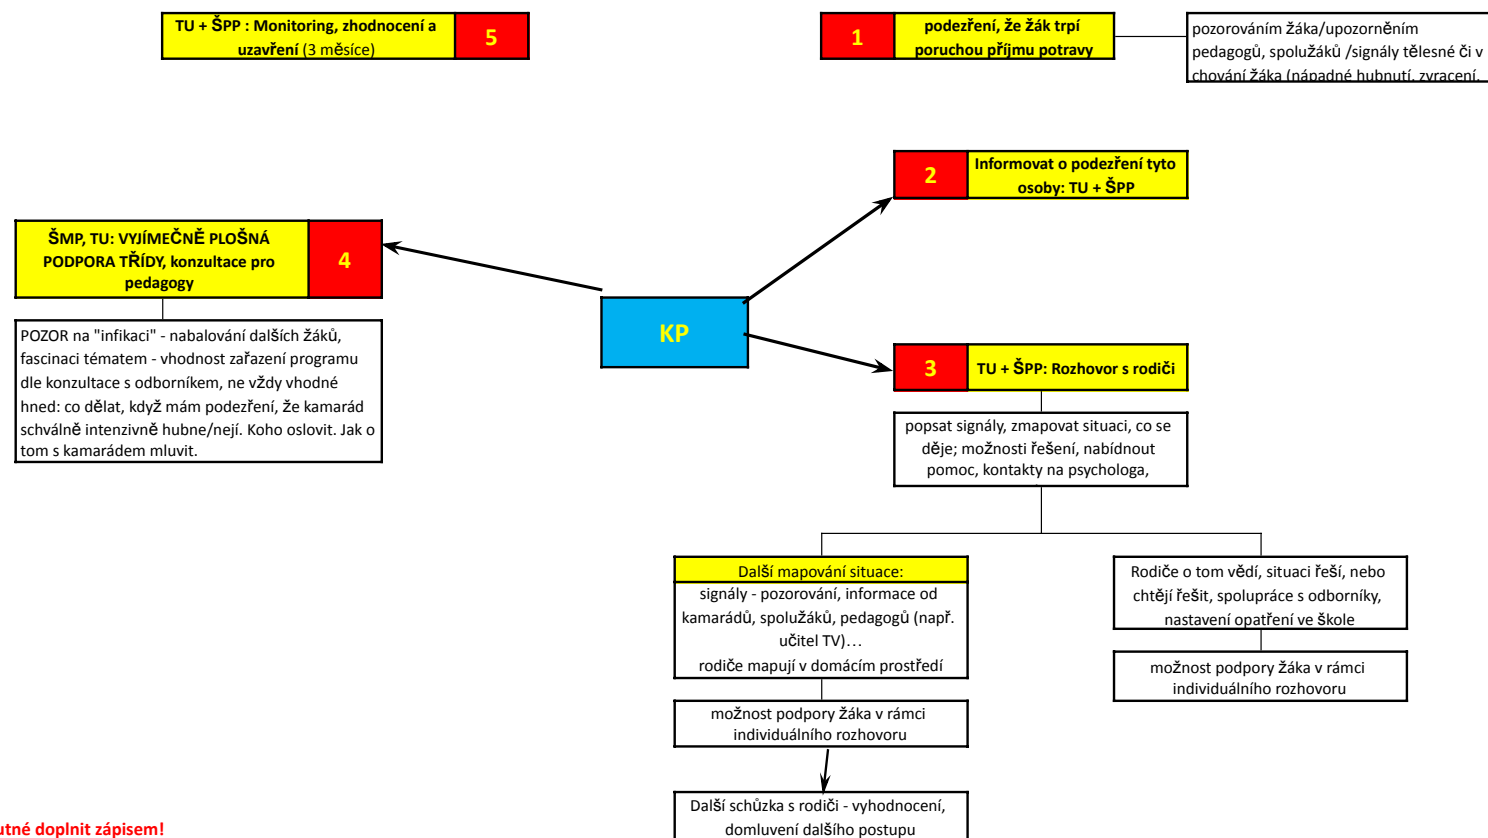 TU + ŠPP : Monitoring, zhodnocení a
uzavření (3 měsíce)
5
1
podezření, že žák trpí
poruchou příjmu potravy
pozorováním žáka/upozorněním
pedagogů, spolužáků /signály tělesné či v
chování žáka (nápadné hubnutí, zvracení,
2
Informovat o podezření tyto
osoby: TU + ŠPP
ŠMP, TU: VYJÍMEČNĚ PLOŠNÁ
PODPORA TŘÍDY, konzultace pro
pedagogy
4
POZOR na "infikaci" - nabalování dalších žáků,
fascinaci tématem - vhodnost zařazení programu
dle konzultace s odborníkem, ne vždy vhodné
hned: co dělat, když mám podezření, že kamarád
schválně intenzivně hubne/nejí. Koho oslovit. Jak o
tom s kamarádem mluvit.
KP
3
TU + ŠPP: Rozhovor s rodiči
popsat signály, zmapovat situaci, co se
děje; možnosti řešení, nabídnout
pomoc, kontakty na psychologa,
Další mapování situace:
signály - pozorování, informace od
kamarádů, spolužáků, pedagogů (např.
učitel TV)…
rodiče mapují v domácím prostředí
možnost podpory žáka v rámci
individuálního rozhovoru
Další schůzka s rodiči - vyhodnocení,
domluvení dalšího postupu
Rodiče o tom vědí, situaci řeší, nebo
chtějí řešit, spolupráce s odborníky,
nastavení opatření ve škole
možnost podpory žáka v rámci
individuálního rozhovoru
utné doplnit zápisem!